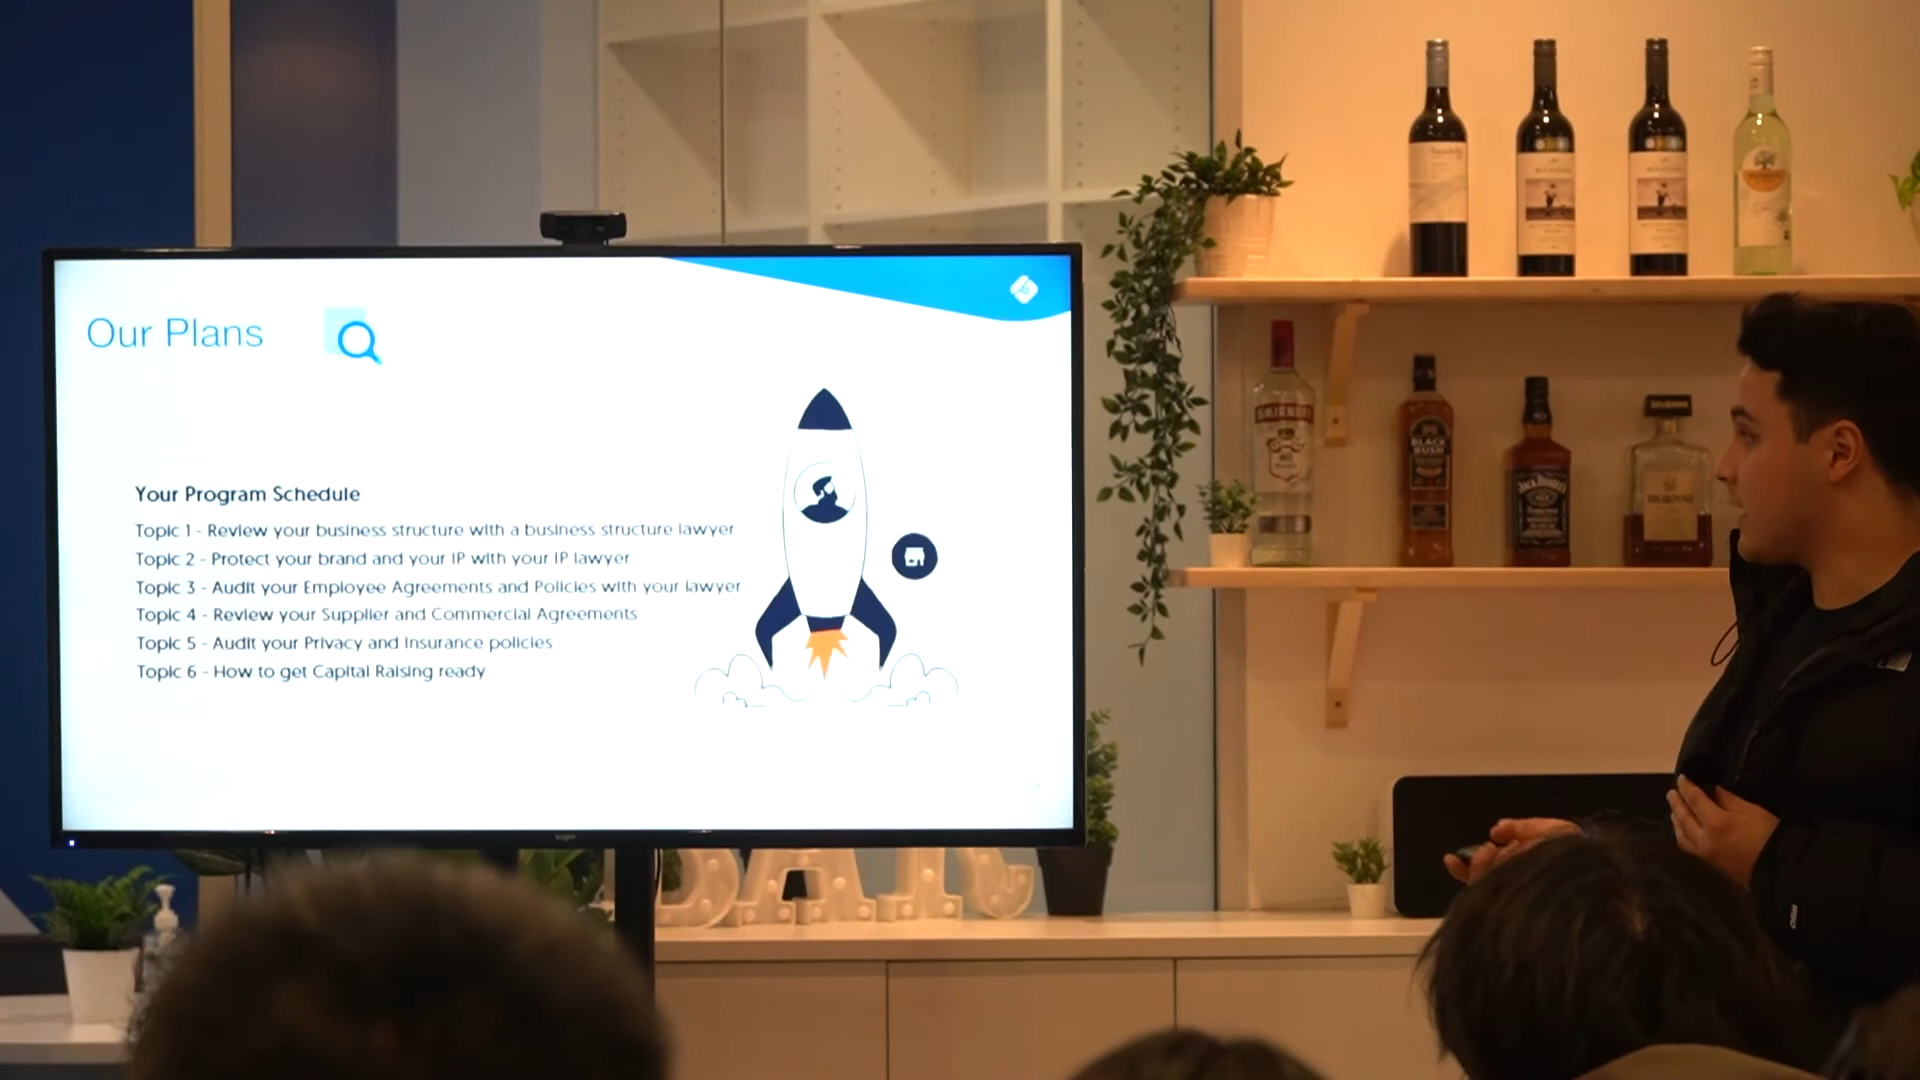 Our Plans
Your Program Schedule
Topic 1 - Review your business structure with a business structure lawyer
Topic 2 - Protect your brand and your IP with your IP lawyer
Topic 3 - Audit your Employee Agreements and Policies with your lawyer
Topic 4 - Review your Supplier and Commercial Agreements
Topic 5 - Audit your Privacy and Insurance policies
Topic 6 - How to get Capital Raising ready
SMIRNOFF
BLACK BUSH
JACK DANIEL'S
DISARONNO